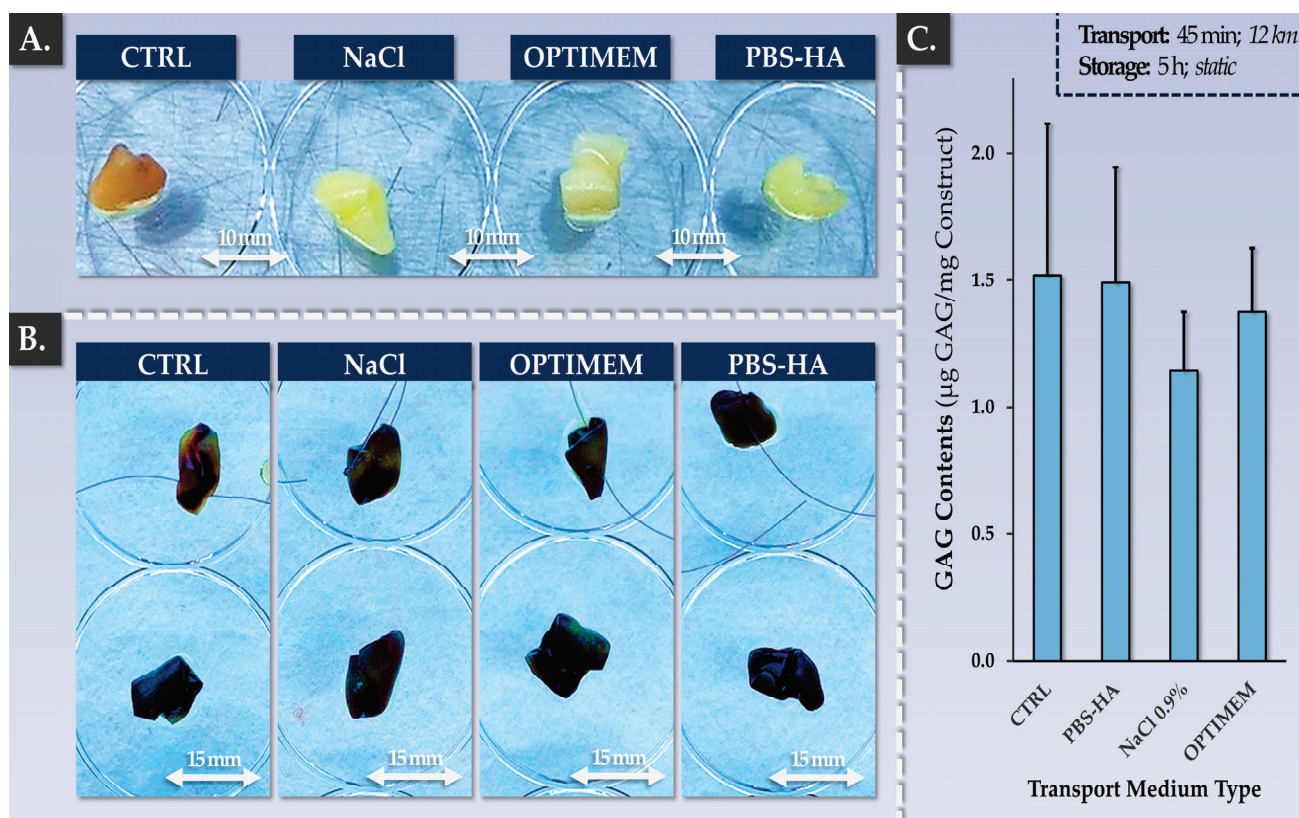 A.
CTRL NaCl OPTIMEM PBS-HA
10 mm 10 mm 10 mm
B.
CTRL NaCl OPTIMEM PBS-HA
15 mm 15 mm 15 mm 15 mm
C.
Transport: 45 min; 12 km
Storage: 5 h; static
GAG Contents (µg GAG/mg Construct)
2.0
1.5
1.0
0.5
0.0
CTRL
PBS-HA
NaCl 0.9%
OPTIMEM
Transport Medium Type